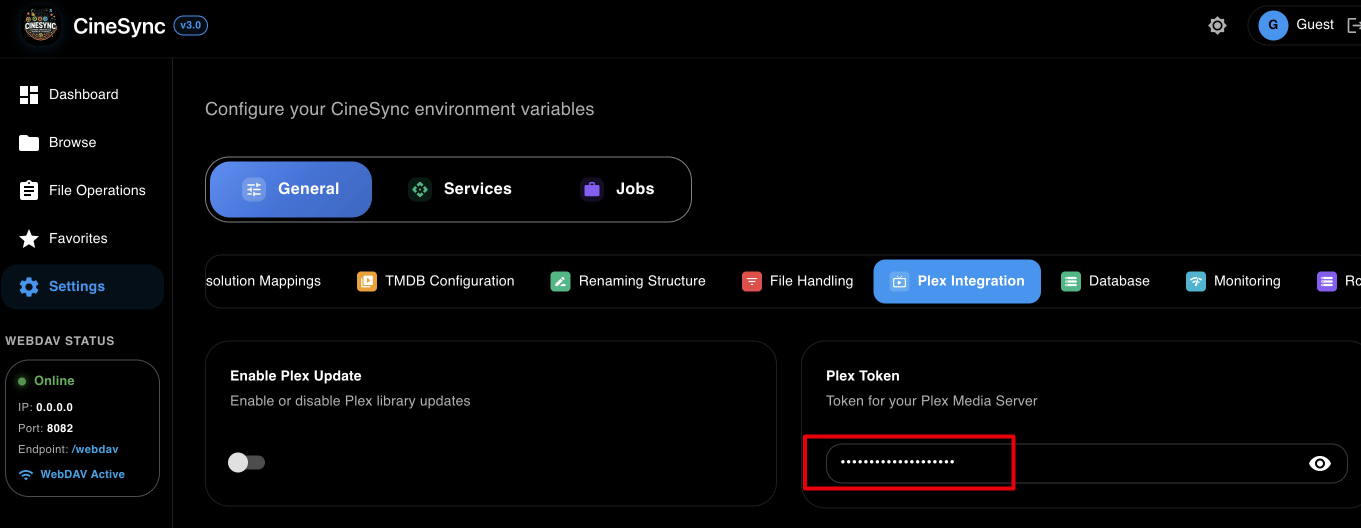 CINESYNC
CineSync v3.0
G Guest
Dashboard
Browse
File Operations
Favorites
Settings
WEBDAV STATUS
Online
IP: 0.0.0.0
Port: 8082
Endpoint: /webdav
WebDAV Active
Configure your CineSync environment variables
General Services Jobs
solution Mappings TMDB Configuration Renaming Structure File Handling Plex Integration Database Monitoring Ro
Enable Plex Update
Enable or disable Plex library updates
Plex Token
Token for your Plex Media Server
••••••••••••••••••••